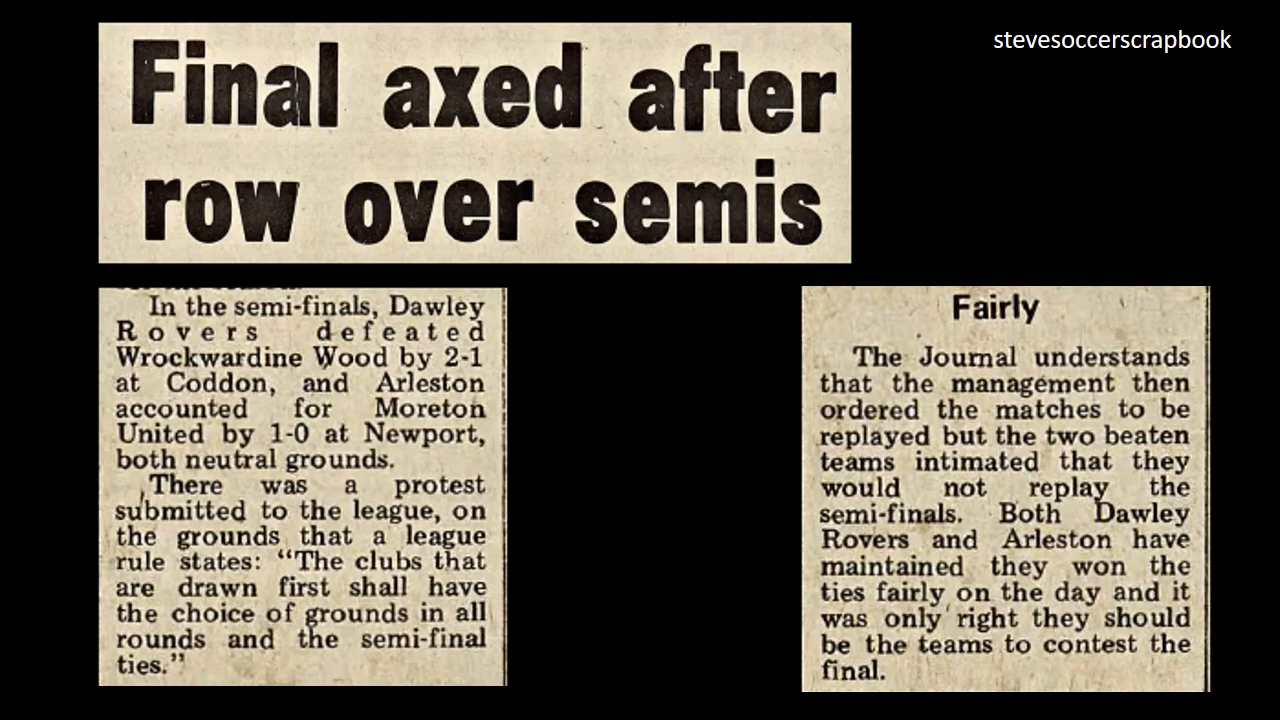 stevesoccerscrapbook
Final axed after
row over semis
In the semi-finals, Dawley
Rovers defeated
Wrockwardine Wood by 2-1
at Coddon, and Arleston
accounted for Moreton
United by 1-0 at Newport,
both neutral grounds.
There was a protest
submitted to the league, on
the grounds that a league
rule states: “The clubs that
are drawn first shall have
the choice of grounds in all
rounds and the semi-final
ties.”
Fairly
The Journal understands
that the management then
ordered the matches to be
replayed but the two beaten
teams intimated that they
would not replay the
semi-finals. Both Dawley
Rovers and Arleston have
maintained they won the
ties fairly on the day and it
was only right they should
be the teams to contest the
final.